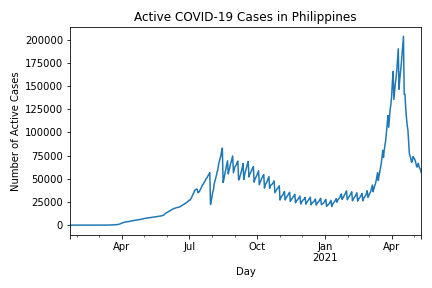 Active COVID-19 Cases in Philippines
Number of Active Cases
200000
175000
150000
125000
100000
75000
50000
25000
0
Apr
Jul
Oct
Jan
2021
Apr
Day